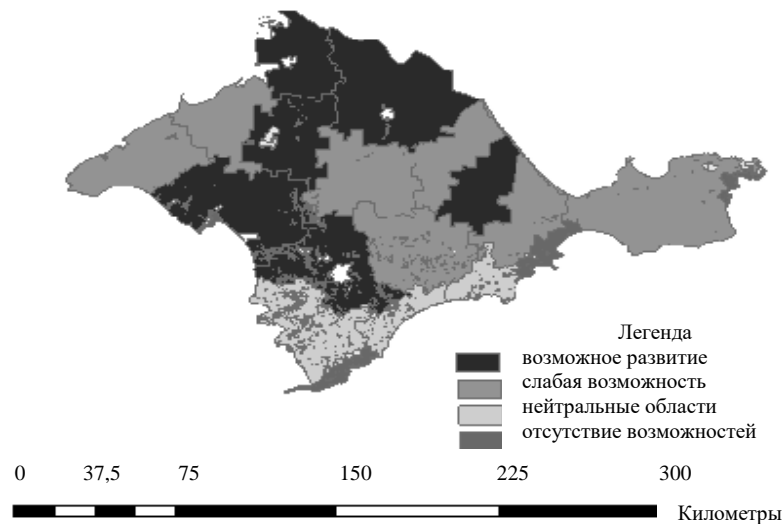 Легенда
возможное развитие
слабая возможность
нейтральные области
отсутствие возможностей
0 37,5 75 150 225 300
Километры